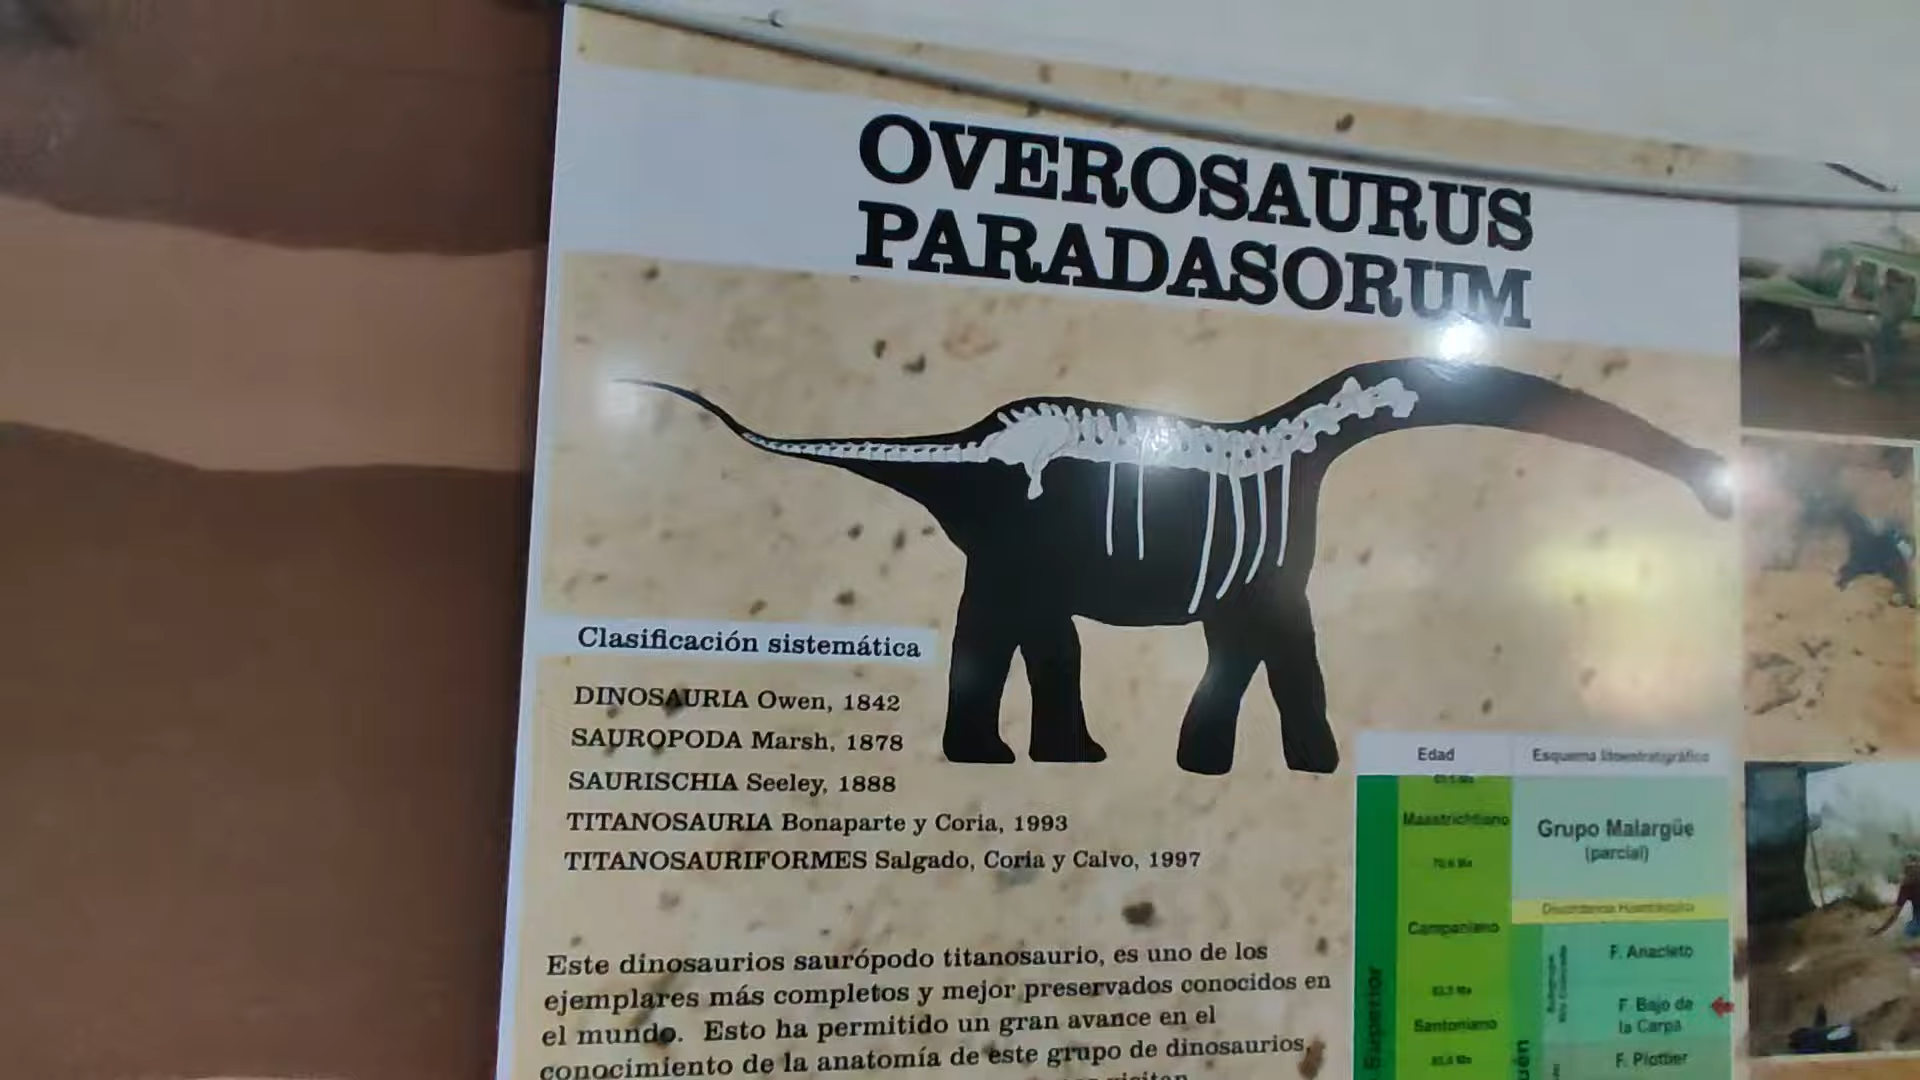 OVEROSAURUS
PARADASORUM
Clasificación sistemática
DINOSAURIA Owen, 1842
SAUROPODA Marsh, 1878
SAURISCHIA Seeley, 1888
TITANOSAURIA Bonaparte y Coria, 1993
TITANOSAURIFORMES Salgado, Coria y Calvo, 1997
Este dinosaurios saurópodo titanosaurio, es uno de los
ejemplares más completos y mejor preservados conocidos en
el mundo. Esto ha permitido un gran avance en el
conocimiento de la anatomía de este grupo de dinosaurios,
Edad
Esquema litoestratigráfico
Maastrichtiano
70.6 Ma
Campaniano
Santoniano
Superior
Grupo Malargüe
(parcial)
F. Anacleto
F. Bajo de
la Carpa
F. Plottier